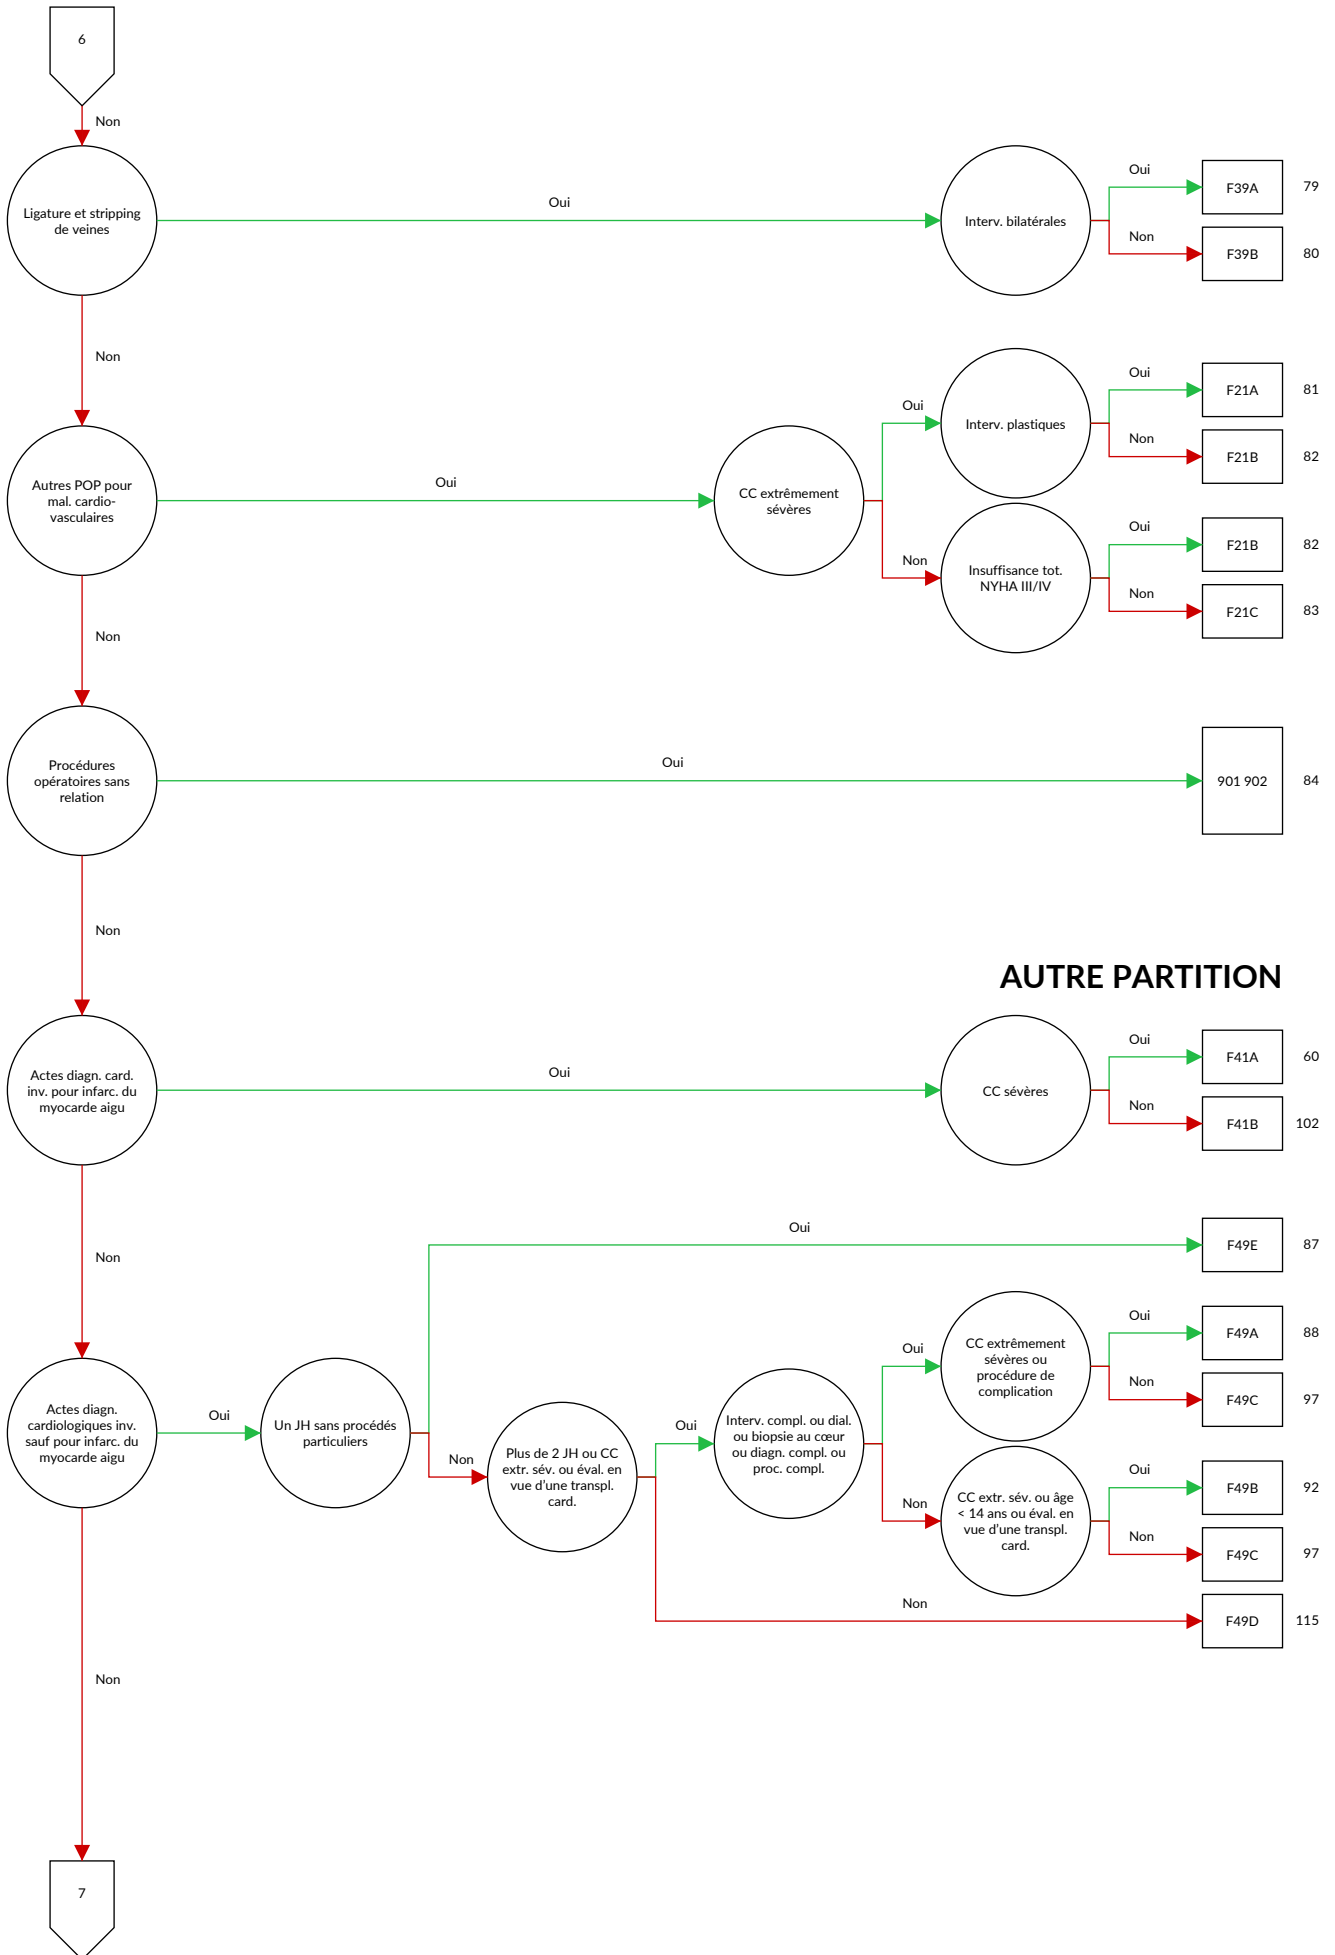 6
Non
Ligature et stripping
de veines
Oui
Interv. bilatérales
Oui
F39A
79
Non
F39B
80
Non
Autres POP pour
mal. cardio-
vasculaires
Oui
CC extrêmement
sévères
Oui
Interv. plastiques
Oui
F21A
81
Non
F21B
82
Non
Insuffisance tot.
NYHA III/IV
Oui
F21B
82
Non
F21C
83
Non
Procédures
opératoires sans
relation
Oui
901 902
84
Non
AUTRE PARTITION
Actes diagn. card.
inv. pour infarc. du
myocarde aigu
Oui
CC sévères
Oui
F41A
60
Non
F41B
102
Non
Actes diagn.
cardiologiques inv.
sauf pour infarc. du
myocarde aigu
Oui
Un JH sans procédés
particuliers
Oui
F49E
87
Non
Plus de 2 JH ou CC
extr. sév. ou éval. en
vue d’une transpl.
card.
Oui
Interv. compl. ou dial.
ou biopsie au cœur
ou diagn. compl. ou
proc. compl.
Oui
CC extrêmement
sévères ou
procédure de
complication
Oui
F49A
88
Non
F49C
97
Non
CC extr. sév. ou âge
< 14 ans ou éval. en
vue d’une transpl.
card.
Oui
F49B
92
Non
F49C
97
Non
F49D
115
Non
7